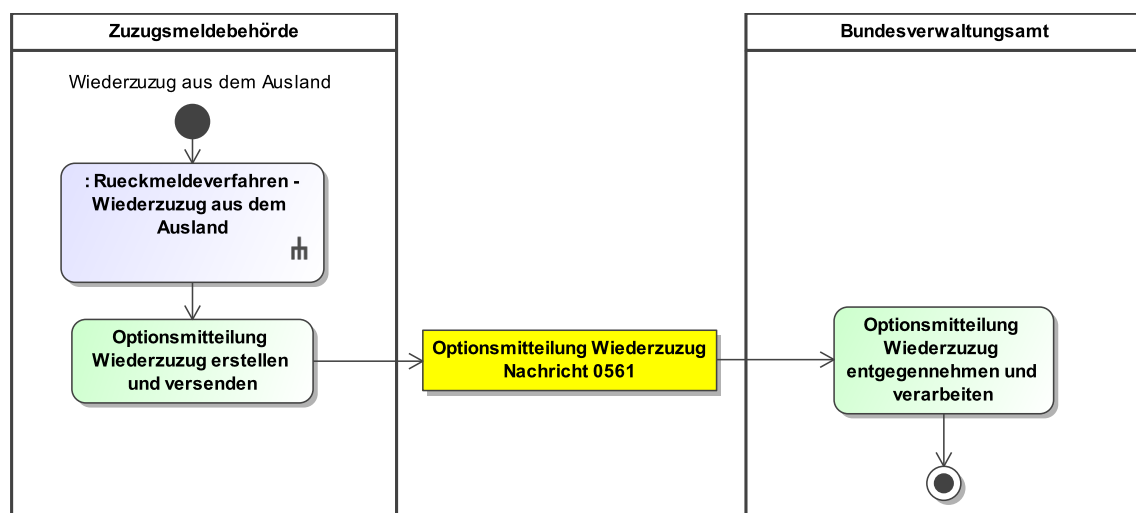 Zuzugsmeldebehörde
Bundesverwaltungsamt
Wiederzuzug aus dem Ausland
: Rueckmeldeverfahren -
Wiederzuzug aus dem
Ausland
Optionsmitteilung
Wiederzuzug erstellen
und versenden
Optionsmitteilung Wiederzuzug
Nachricht 0561
Optionsmitteilung
Wiederzuzug
entgegennehmen und
verarbeiten